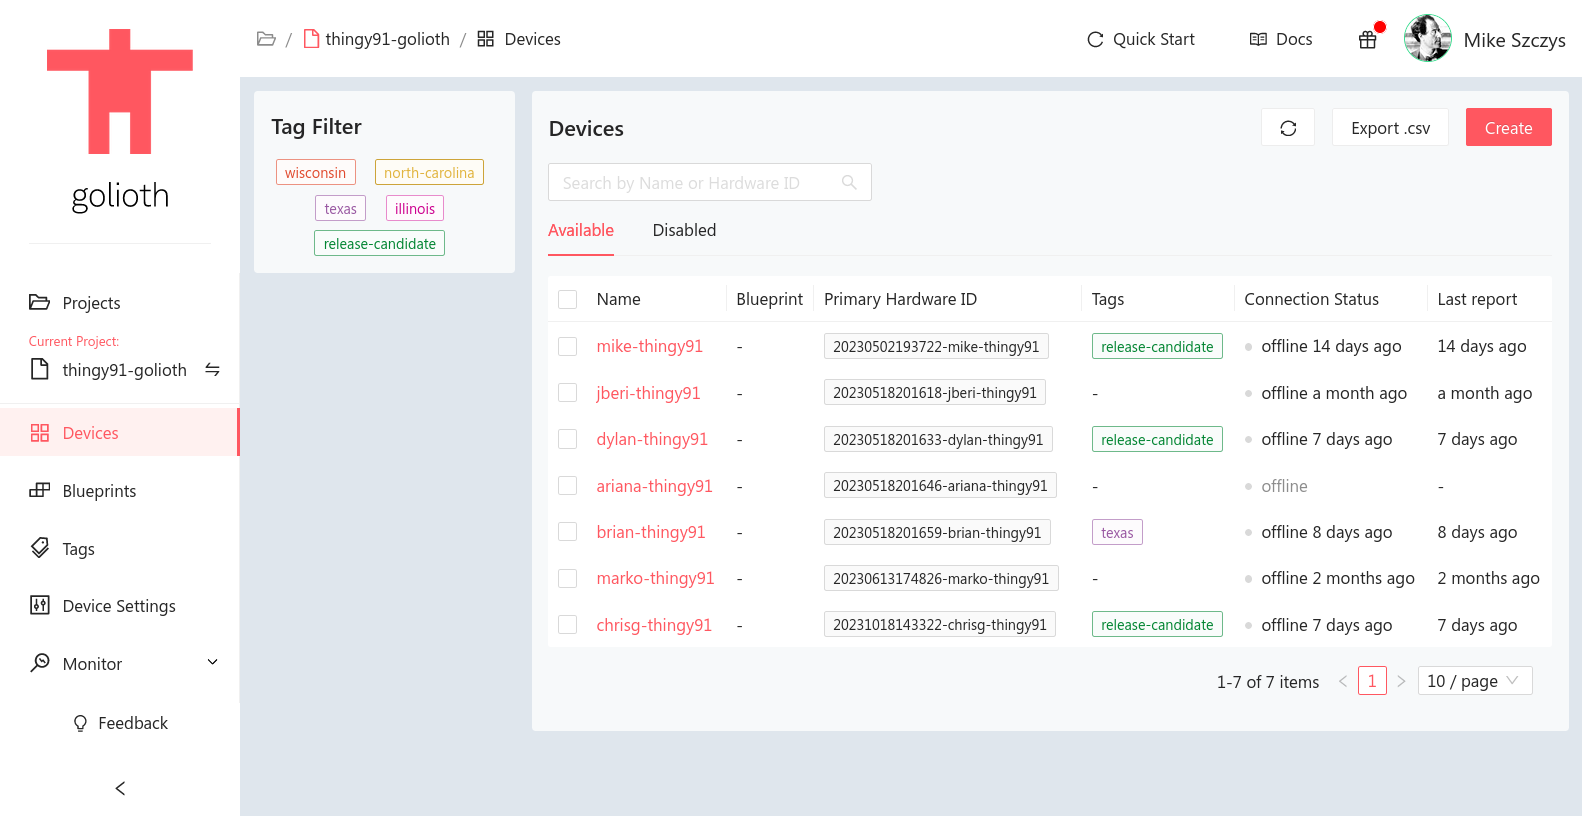 golioth
Projects
Current Project:
thingy91-golioth
Devices
Blueprints
Tags
Device Settings
Monitor
Feedback
/ thingy91-golioth / Devices
Quick Start
Docs
Mike Szczys
Tag Filter
wisconsin north-carolina
texas illinois
release-candidate
Devices
Export .csv
Create
Search by Name or Hardware ID
Available Disabled
Name Blueprint Primary Hardware ID Tags Connection Status Last report
mike-thingy91 - 20230502193722-mike-thingy91 release-candidate offline 14 days ago 14 days ago
jberi-thingy91 - 20230518201618-jberi-thingy91 - offline a month ago a month ago
dylan-thingy91 - 20230518201633-dylan-thingy91 release-candidate offline 7 days ago 7 days ago
ariana-thingy91 - 20230518201646-ariana-thingy91 - offline -
brian-thingy91 - 20230518201659-brian-thingy91 texas offline 8 days ago 8 days ago
marko-thingy91 - 20230613174826-marko-thingy91 - offline 2 months ago 2 months ago
chrisg-thingy91 - 20231018143322-chrisg-thingy91 release-candidate offline 7 days ago 7 days ago
1-7 of 7 items < 1 > 10 / page